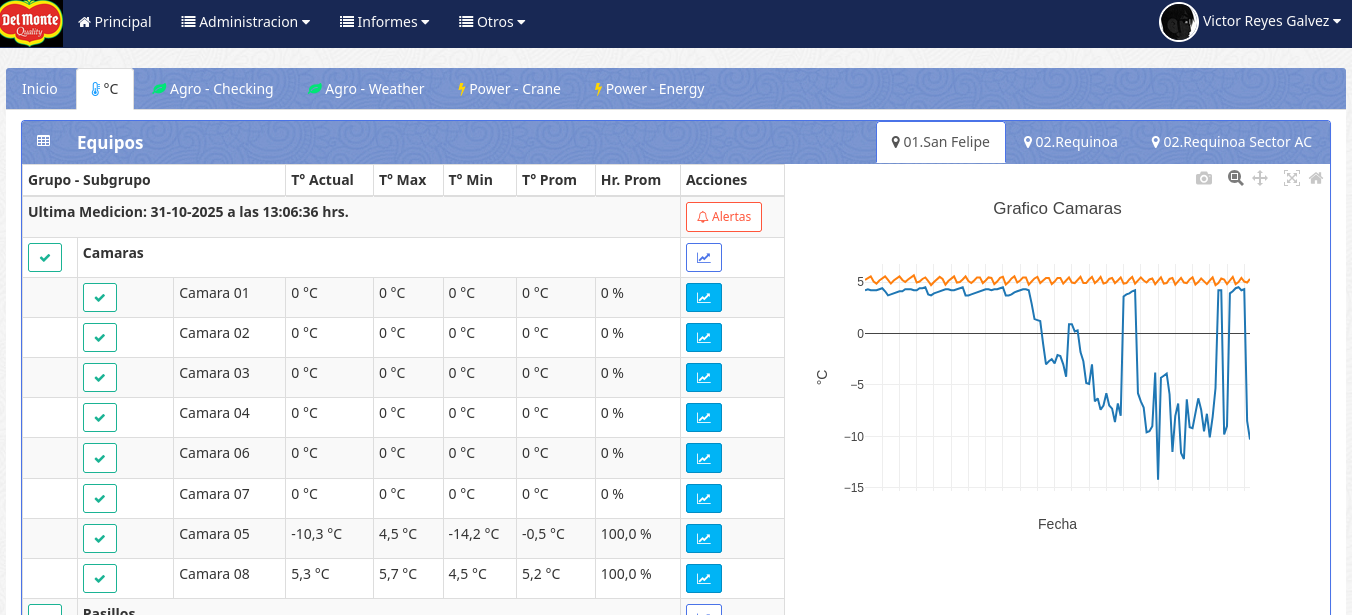 Del Monte
Quality
Principal
Administracion
Informes
Otros
Victor Reyes Galvez
Inicio
°C
Agro - Checking
Agro - Weather
Power - Crane
Power - Energy
Equipos
01.San Felipe
02.Requinoa
02.Requinoa Sector AC
Grupo - Subgrupo T° Actual T° Max T° Min T° Prom Hr. Prom Acciones
Ultima Medicion: 31-10-2025 a las 13:06:36 hrs. Alertas
Camaras
Camara 01 0 °C 0 °C 0 °C 0 °C 0 %
Camara 02 0 °C 0 °C 0 °C 0 °C 0 %
Camara 03 0 °C 0 °C 0 °C 0 °C 0 %
Camara 04 0 °C 0 °C 0 °C 0 °C 0 %
Camara 06 0 °C 0 °C 0 °C 0 °C 0 %
Camara 07 0 °C 0 °C 0 °C 0 °C 0 %
Camara 05 -10,3 °C 4,5 °C -14,2 °C -0,5 °C 100,0 %
Camara 08 5,3 °C 5,7 °C 4,5 °C 5,2 °C 100,0 %
Pasillos
Grafico Camaras
5
0
−5
−10
−15
°C
Fecha